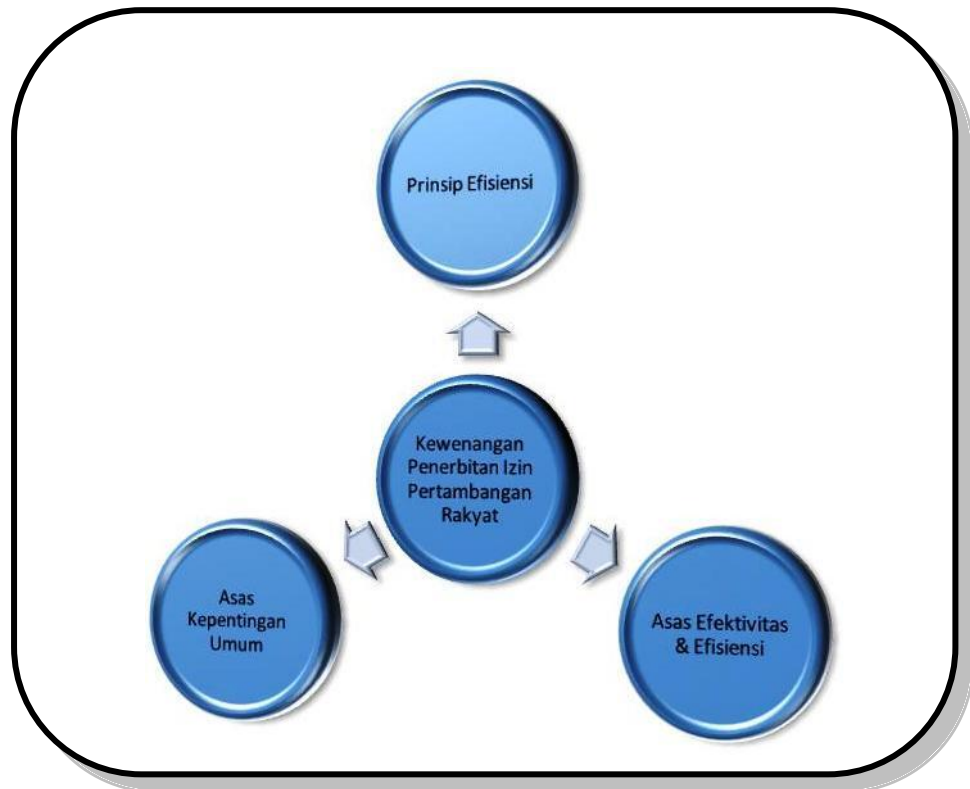 Prinsip Efisiensi
Kewenangan
Penerbitan Izin
Pertambangan
Rakyat
Asas
Kepentingan
Umum
Asas Efektivitas
& Efisiensi